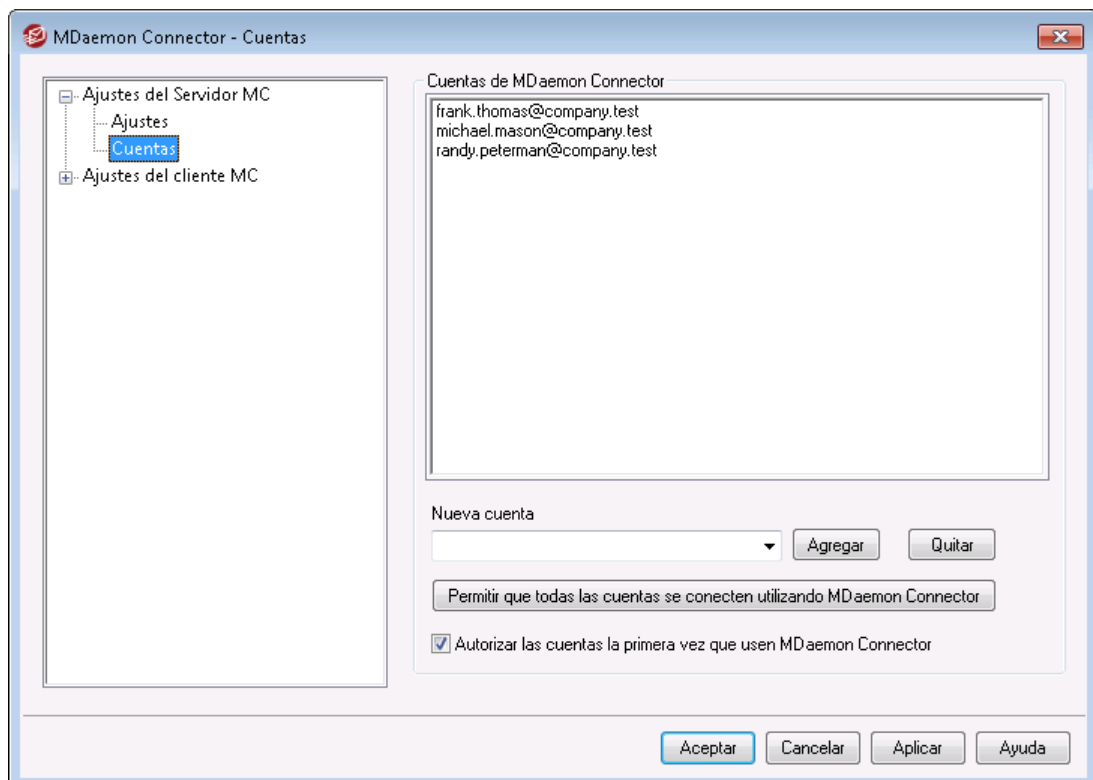 MDaemon Connector - Cuentas
Ajustes del Servidor MC
Ajustes
Cuentas
Ajustes del cliente MC
Cuentas de MDaemon Connector
frank.thomas@company.test
michael.mason@company.test
randy.peterman@company.test
Nueva cuenta
Agregar
Quitar
Permitir que todas las cuentas se conecten utilizando MDaemon Connector
Autorizar las cuentas la primera vez que usen MDaemon Connector
Aceptar
Cancelar
Aplicar
Ayuda